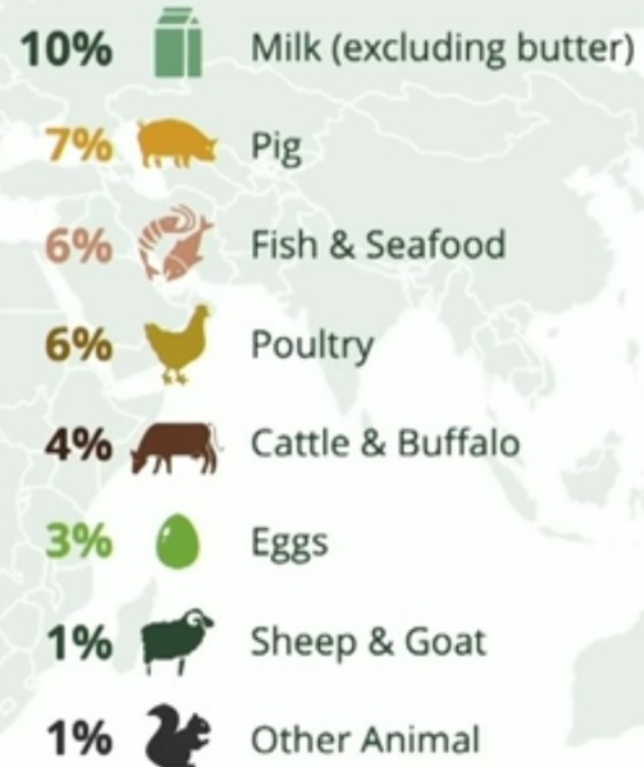 10% Milk (excluding butter)
7% Pig
6% Fish & Seafood
6% Poultry
4% Cattle & Buffalo
3% Eggs
1% Sheep & Goat
1% Other Animal